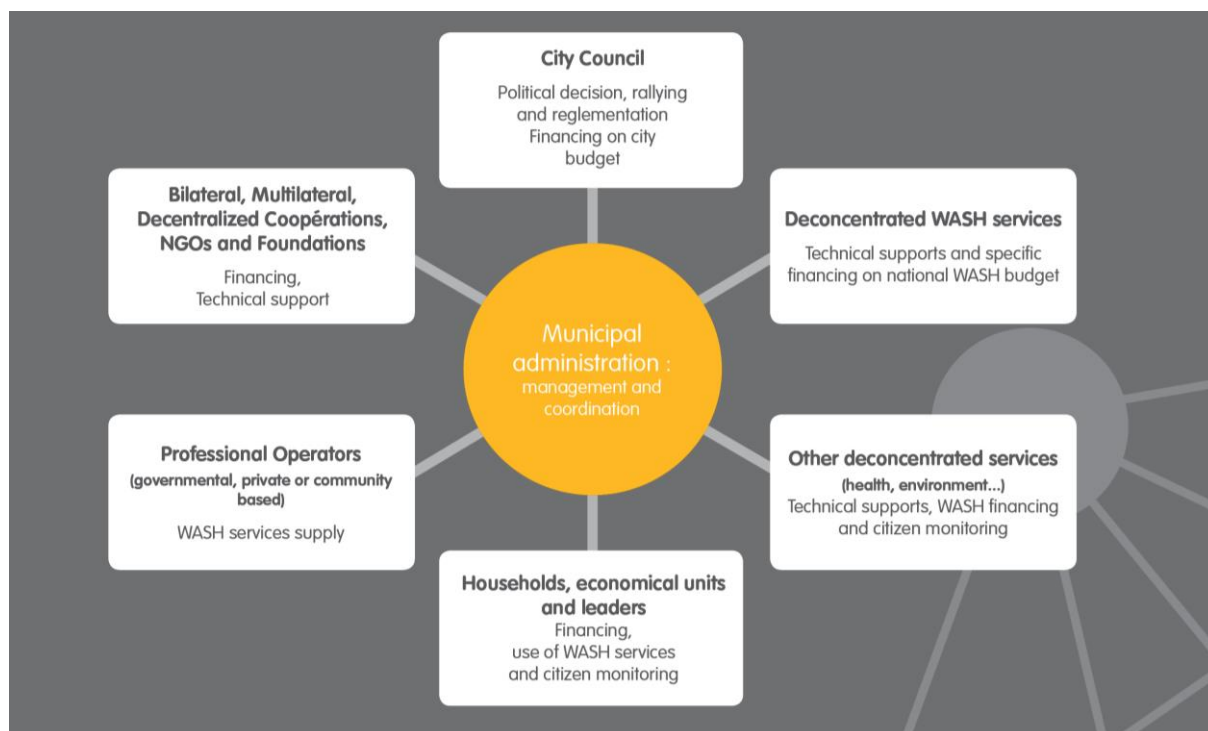 City Council
Political decision, rallying
and reglementation
Financing on city
budget
Bilateral, Multilateral,
Decentralized Coopérations,
NGOs and Foundations
Financing,
Technical support
Deconcentrated WASH services
Technical supports and specific
financing on national WASH budget
Municipal
administration :
management and
coordination
Professional Operators
(governmental, private or community
based)
WASH services supply
Other deconcentrated services
(health, environment...)
Technical supports, WASH financing
and citizen monitoring
Households, economical units
and leaders
Financing,
use of WASH services
and citizen monitoring